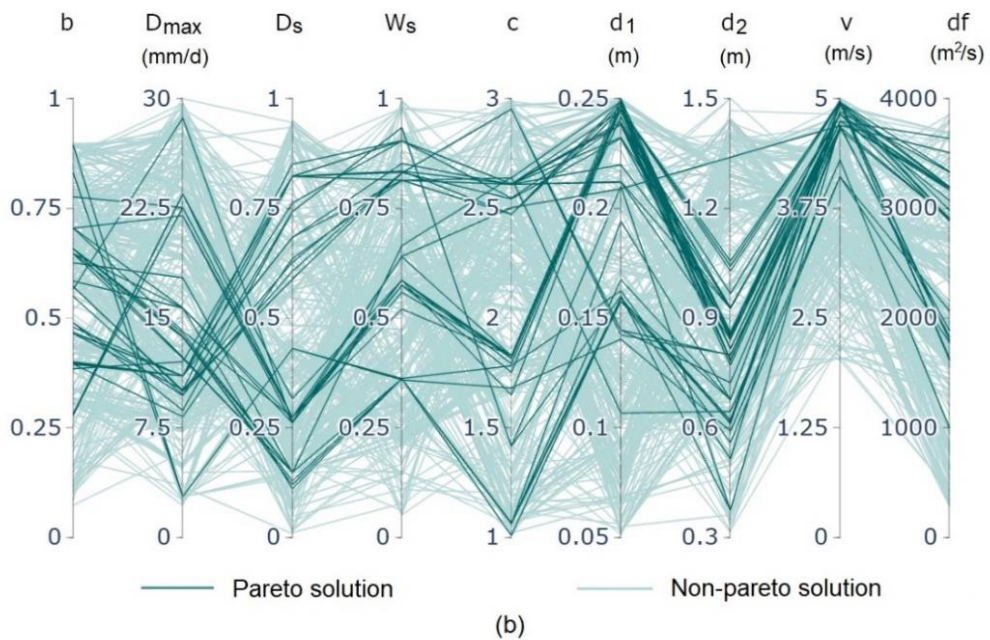 b Dmax Ds Ws c d1 d2 v df
(mm/d) (m) (m) (m/s) (m²/s)
1 30 1 1 3 0.25 1.5 5 4000
0.75 22.5 0.75 0.75 2.5 0.2 1.2 3.75 3000
0.5 15 0.5 0.5 2 0.15 0.9 2.5 2000
0.25 7.5 0.25 0.25 1.5 0.1 0.6 1.25 1000
0 0 0 0 1 0.05 0.3 0 0
Pareto solution Non-pareto solution
(b)